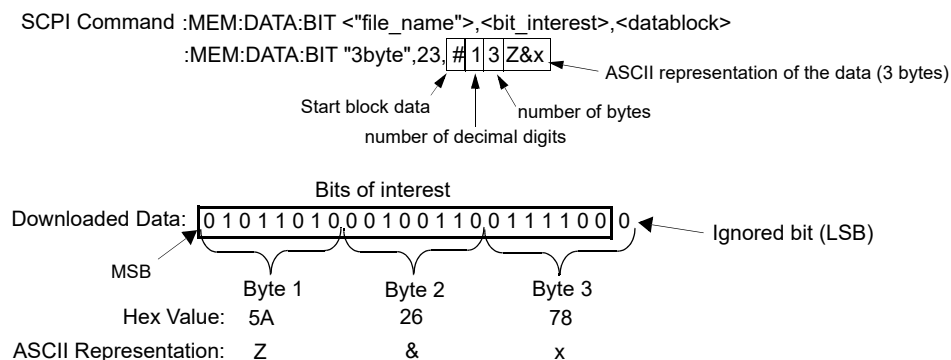 SCPI Command :MEM:DATA:BIT <"file_name">,<bit_interest>,<datablock>
:MEM:DATA:BIT "3byte",23, # 1 3 Z&x
ASCII representation of the data (3 bytes)
Start block data
number of bytes
number of decimal digits
Bits of interest
Downloaded Data: 0 1 0 1 1 0 1 0 0 0 1 0 0 1 1 0 0 1 1 1 1 0 0 0
Ignored bit (LSB)
MSB
Byte 1 Byte 2 Byte 3
Hex Value: 5A 26 78
ASCII Representation: Z & x